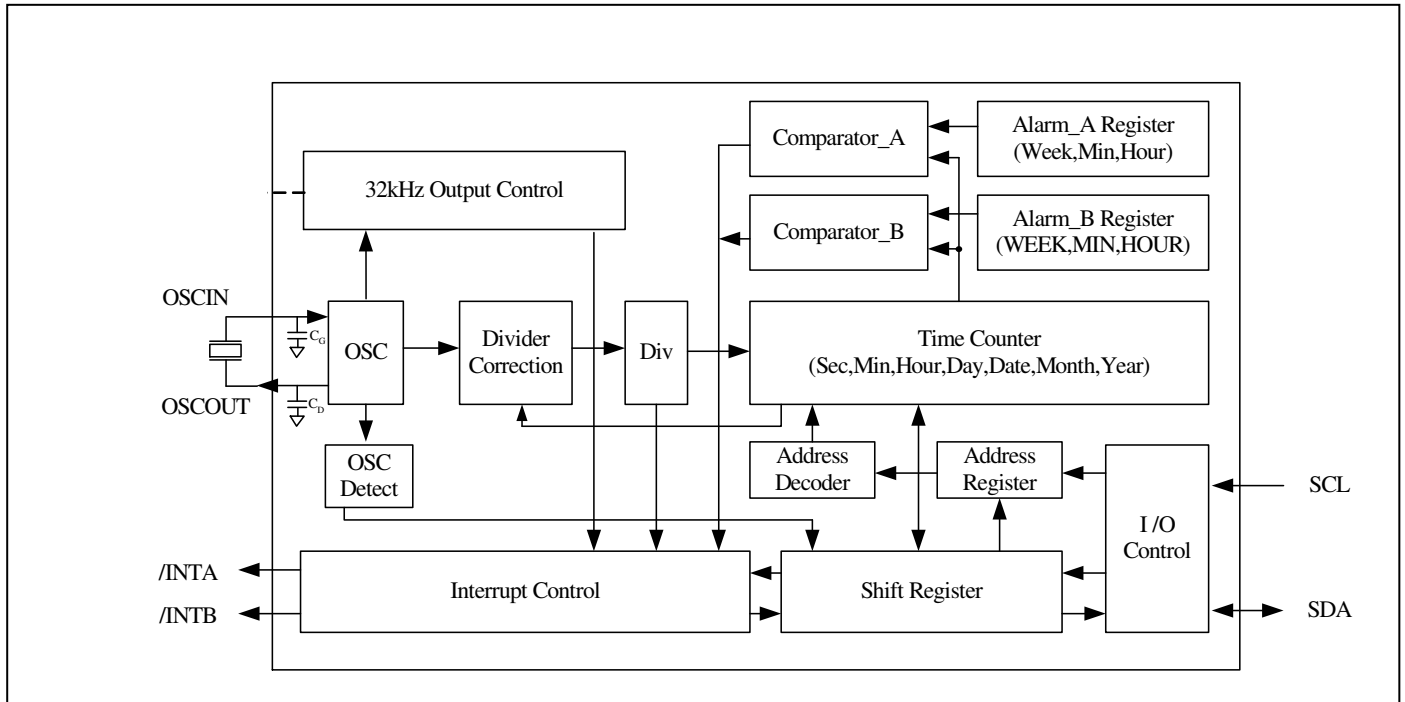 Comparator_A
Alarm_A Register
(Week,Min,Hour)
32kHz Output Control
Comparator_B
Alarm_B Register
(WEEK,MIN,HOUR)
OSCIN
CG
OSC
Divider
Correction
Div
Time Counter
(Sec,Min,Hour,Day,Date,Month,Year)
OSCOUT
CD
OSC
Detect
Address
Decoder
Address
Register
I /O
Control
SCL
/INTA
/INTB
Interrupt Control
Shift Register
SDA